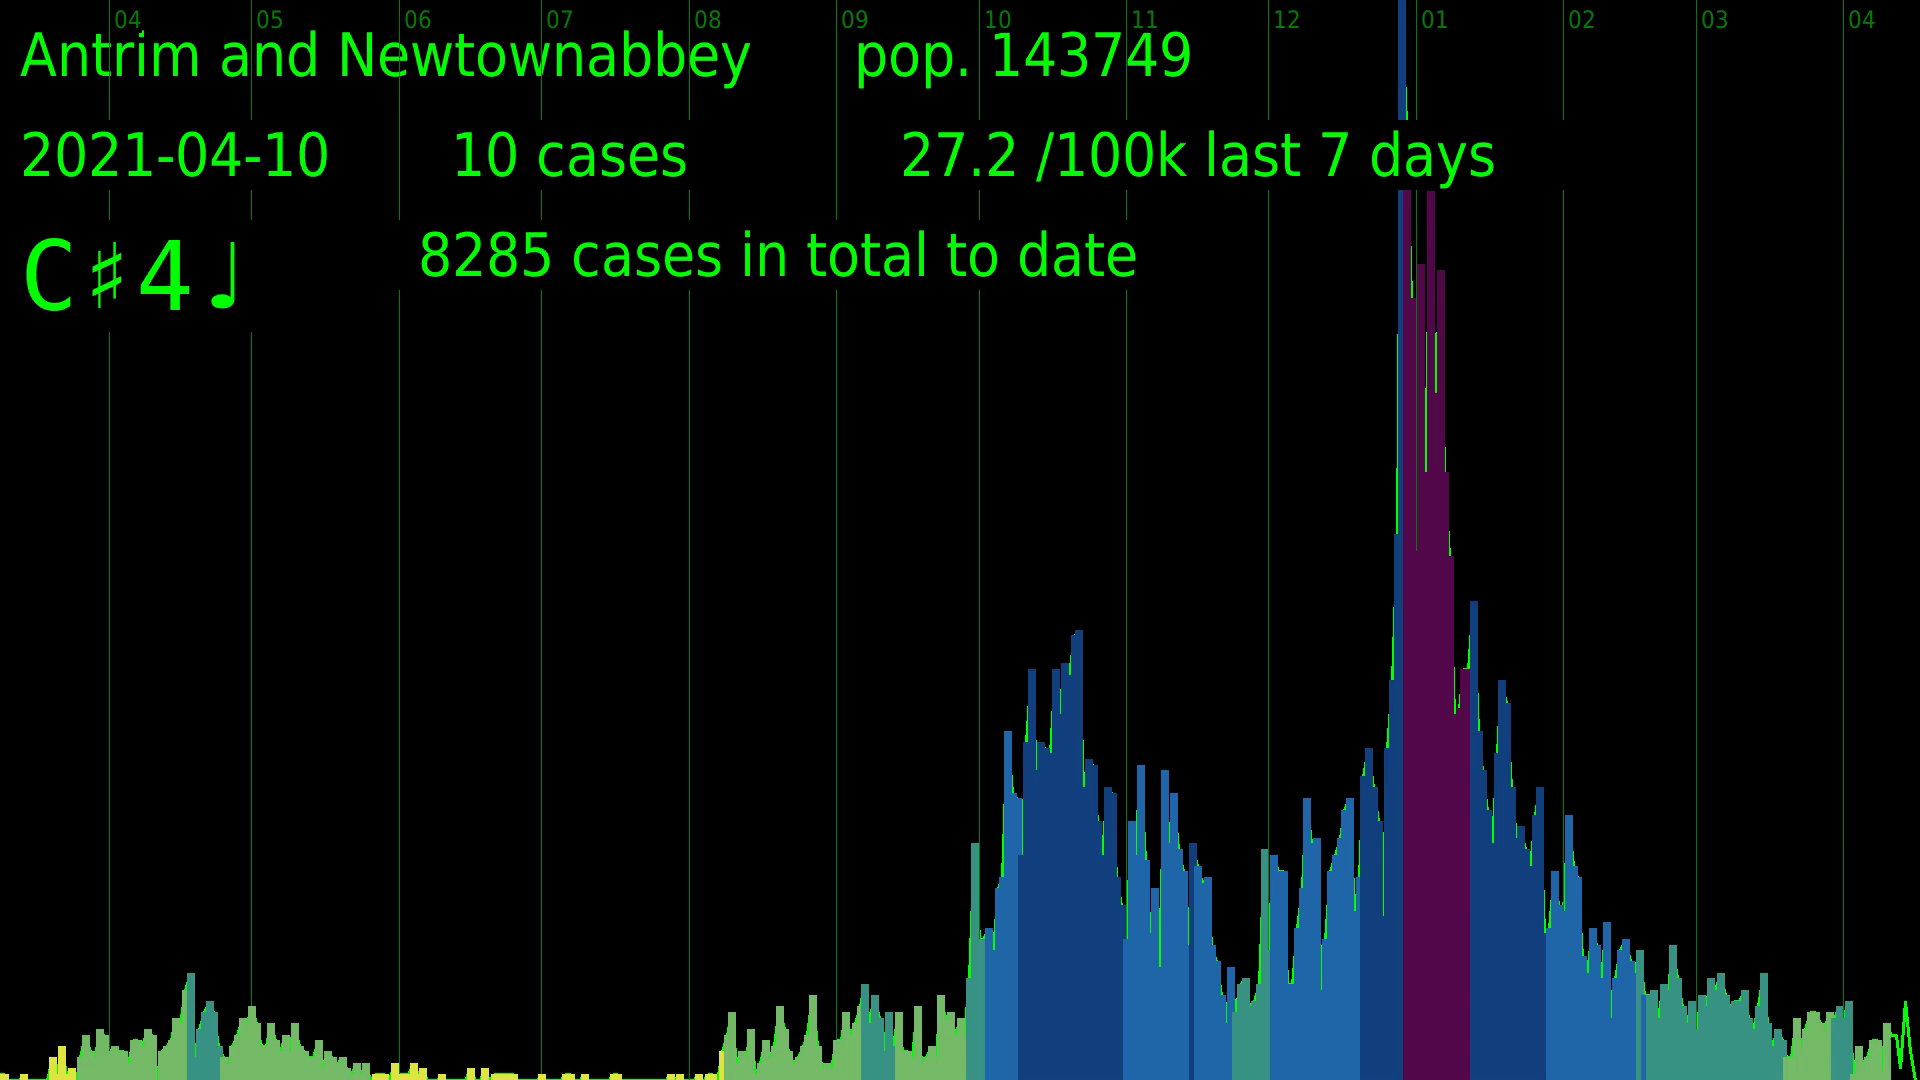 04 05 06 07 08 09 10 11 12 01 02 03 04
Antrim and Newtownabbey pop. 143749
2021-04-10 10 cases 27.2 /100k last 7 days
C♯4♩ 8285 cases in total to date